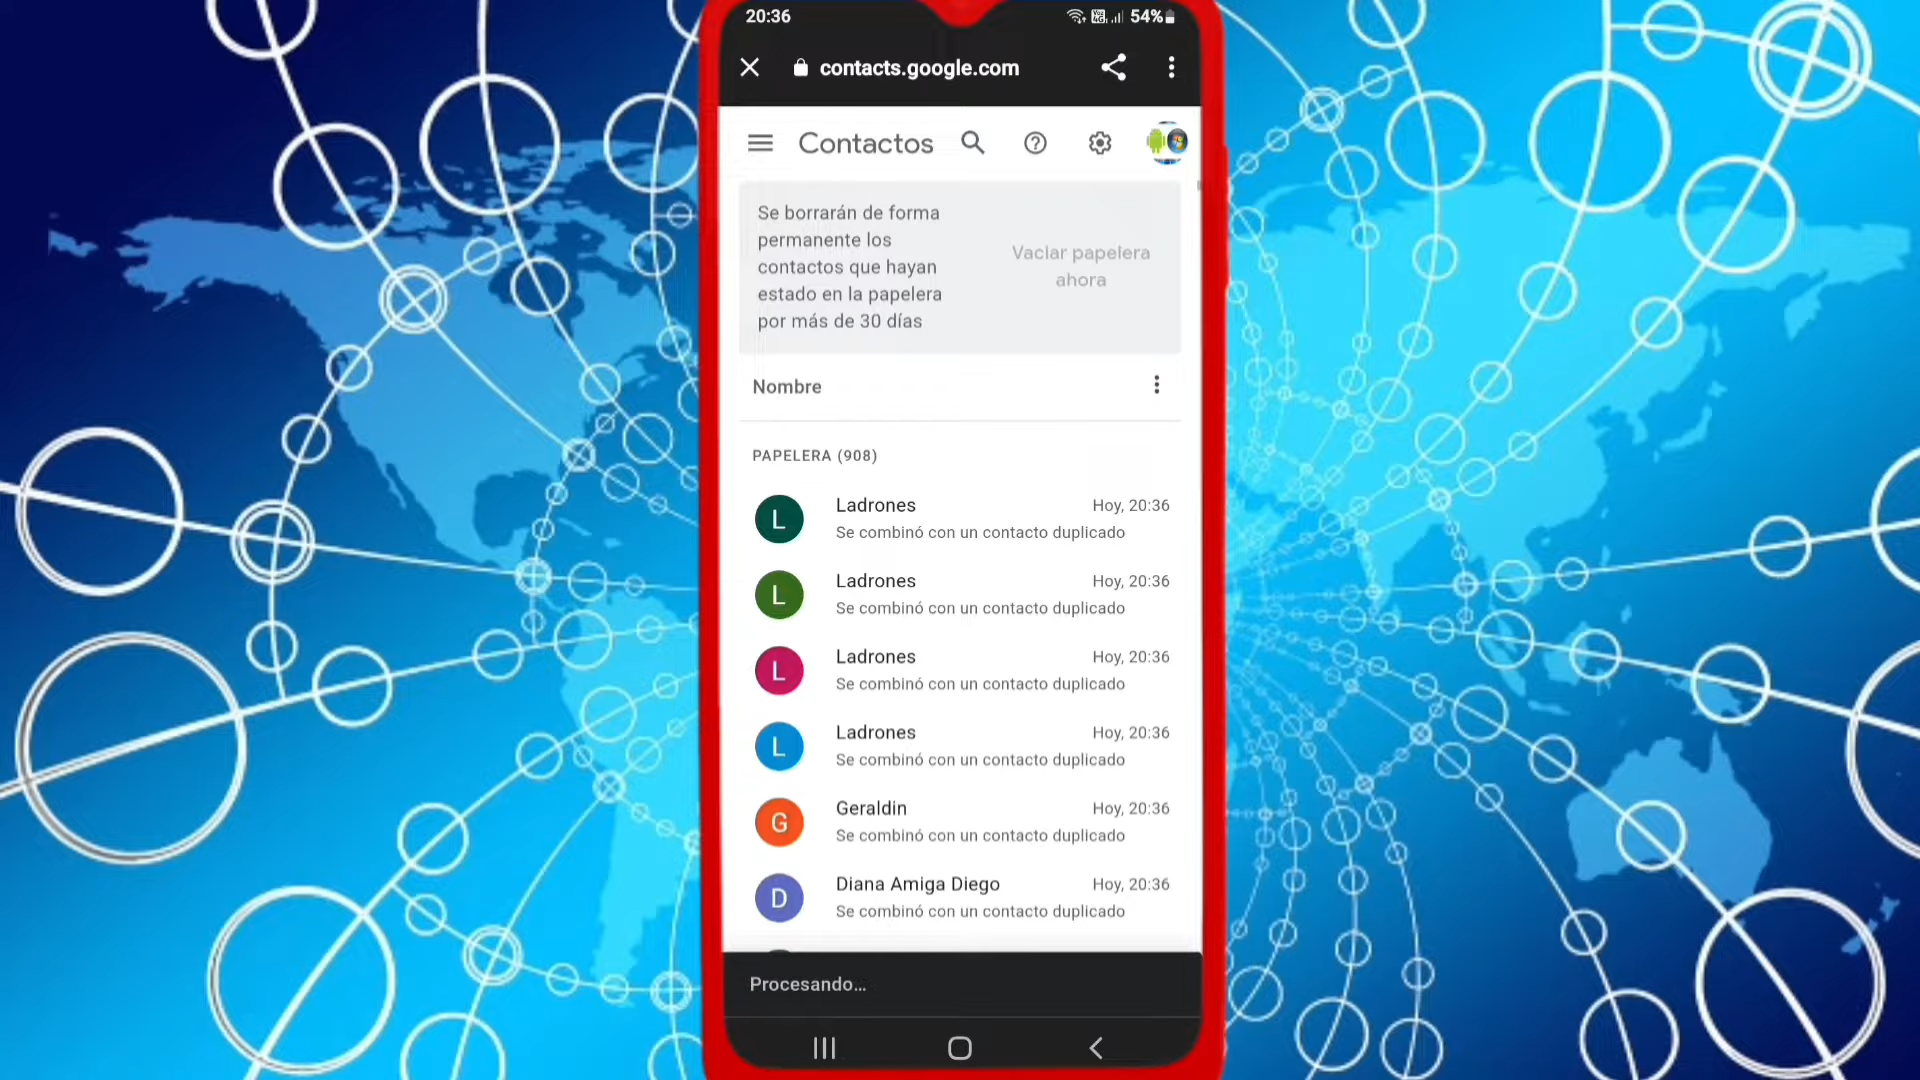 20:36
54%
contacts.google.com
Contactos
Se borrarán de forma
permanente los
contactos que hayan
estado en la papelera
por más de 30 días
Vaciar papelera
ahora
Nombre
PAPELERA (908)
L
Ladrones
Hoy, 20:36
Se combinó con un contacto duplicado
L
Ladrones
Hoy, 20:36
Se combinó con un contacto duplicado
L
Ladrones
Hoy, 20:36
Se combinó con un contacto duplicado
L
Ladrones
Hoy, 20:36
Se combinó con un contacto duplicado
G
Geraldin
Hoy, 20:36
Se combinó con un contacto duplicado
D
Diana Amiga Diego
Hoy, 20:36
Se combinó con un contacto duplicado
Procesando...